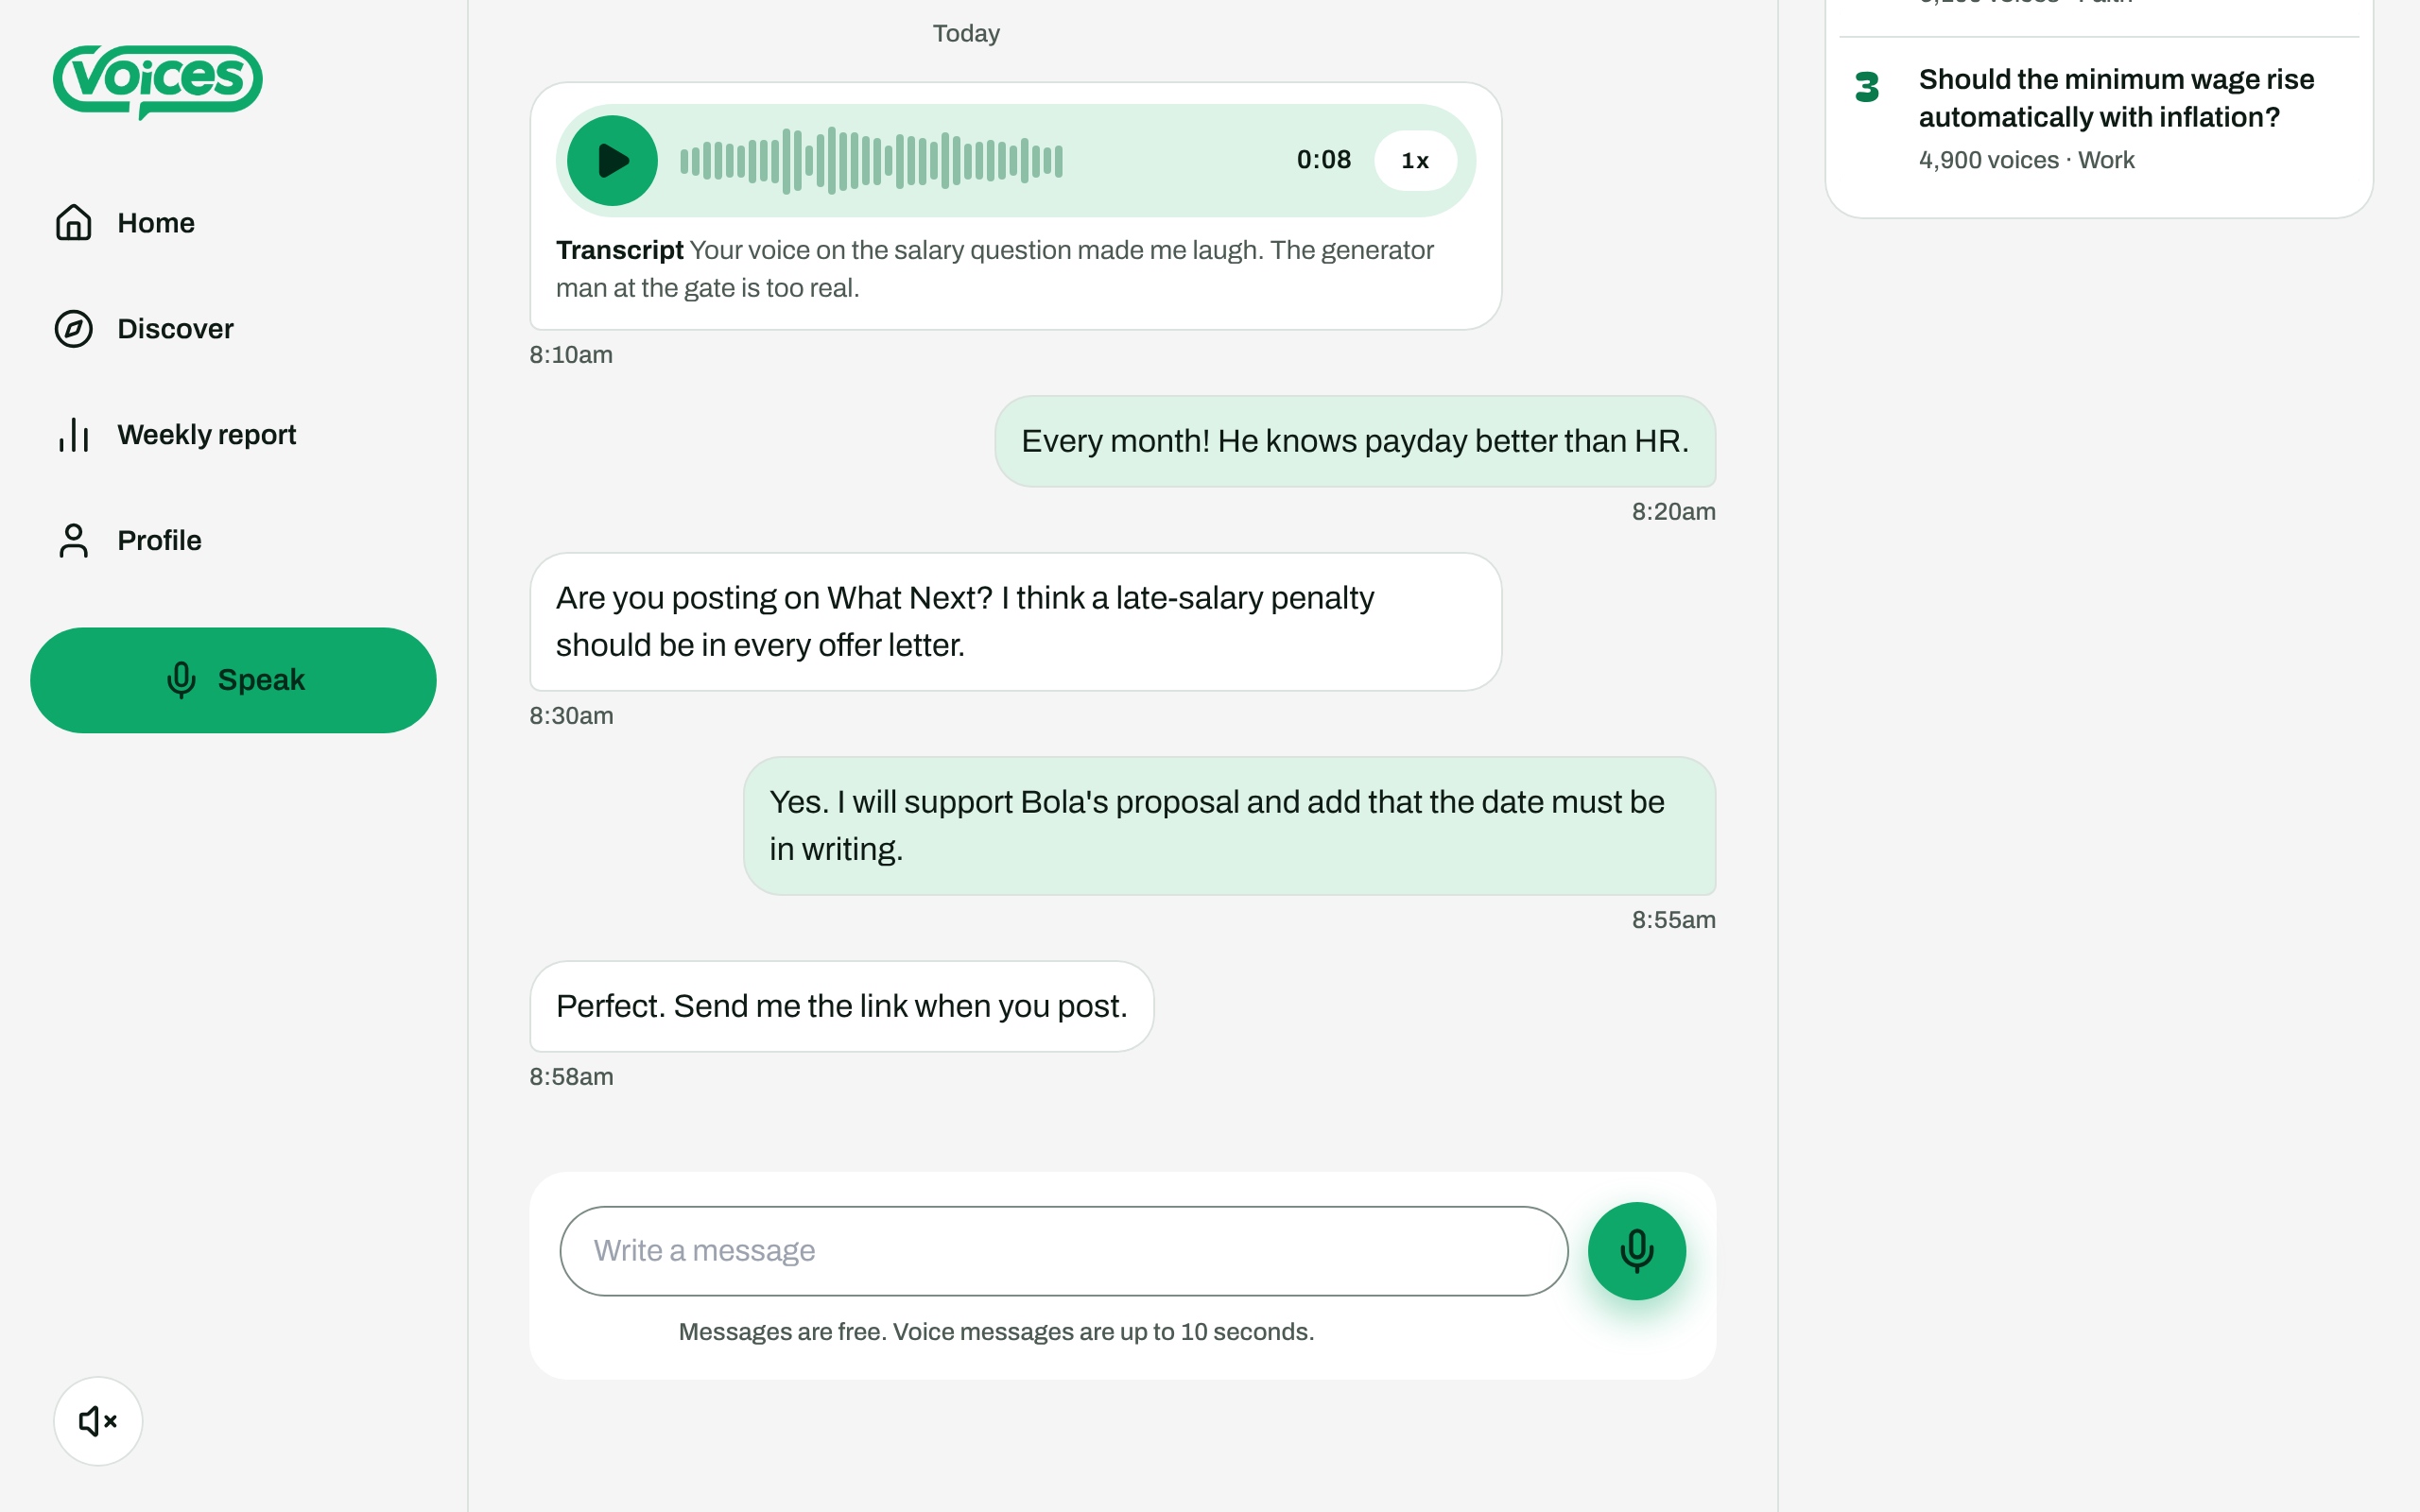 voices
Home
Discover
Weekly report
Profile
Speak
Today
0:08
1x
Transcript Your voice on the salary question made me laugh. The generator
man at the gate is too real.
8:10am
Every month! He knows payday better than HR.
8:20am
Are you posting on What Next? I think a late-salary penalty
should be in every offer letter.
8:30am
Yes. I will support Bola's proposal and add that the date must be
in writing.
8:55am
Perfect. Send me the link when you post.
8:58am
Write a message
Messages are free. Voice messages are up to 10 seconds.
3
Should the minimum wage rise
automatically with inflation?
4,900 voices · Work